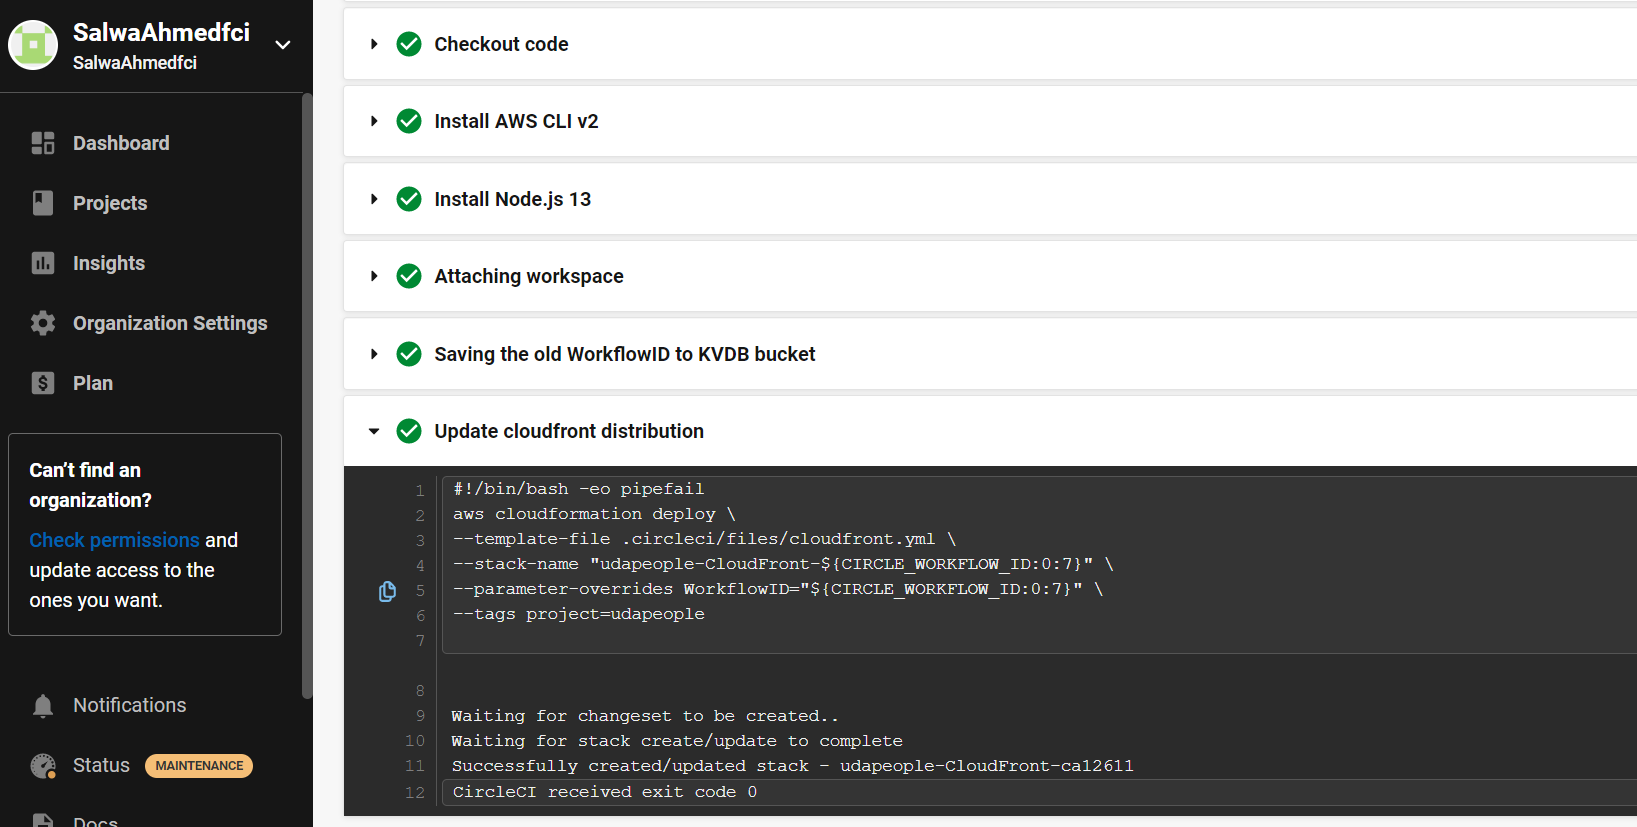 SalwaAhmedfci
SalwaAhmedfci
Dashboard
Projects
Insights
Organization Settings
Plan
Can't find an
organization?
Check permissions and
update access to the
ones you want.
Notifications
Status MAINTENANCE
Docs
Checkout code
Install AWS CLI v2
Install Node.js 13
Attaching workspace
Saving the old WorkflowID to KVDB bucket
Update cloudfront distribution
1 #!/bin/bash -eo pipefail
2 aws cloudformation deploy \
3 --template-file .circleci/files/cloudfront.yml \
4 --stack-name "udapeople-CloudFront-${CIRCLE_WORKFLOW_ID:0:7}" \
5 --parameter-overrides WorkflowID="${CIRCLE_WORKFLOW_ID:0:7}" \
6 --tags project=udapeople
7
8
9 Waiting for changeset to be created..
10 Waiting for stack create/update to complete
11 Successfully created/updated stack - udapeople-CloudFront-ca12611
12 CircleCI received exit code 0